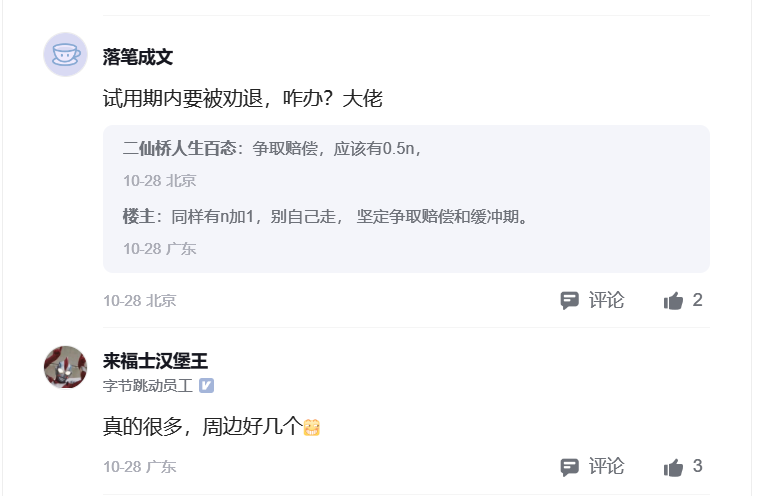 落笔成文
试用期内要被劝退，咋办？大佬
二仙桥人生百态：争取赔偿，应该有0.5n，
10-28 北京
楼主：同样有n加1，别自己走， 坚定争取赔偿和缓冲期。
10-28 广东
10-28 北京 评论 2
来福士汉堡王
字节跳动员工 V
真的很多，周边好几个
10-28 广东 评论 3